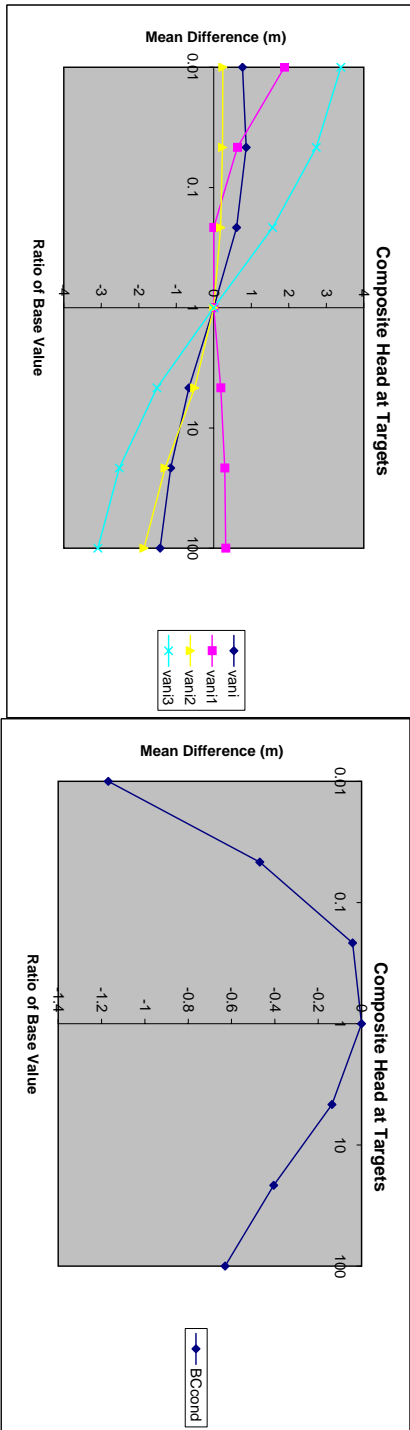 Composite Head at Targets
Mean Difference (m)
4
3
2
1
0
-1
-2
-3
-4
0.01
0.1
1
10
100
Ratio of Base Value
vani
vani1
vani2
vani3
Composite Head at Targets
Mean Difference (m)
0
-0.2
-0.4
-0.6
-0.8
-1
-1.2
-1.4
0.01
0.1
1
10
100
Ratio of Base Value
BCcond